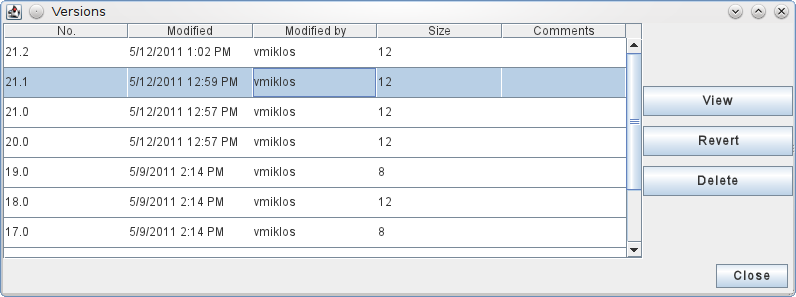 Versions
No. Modified Modified by Size Comments
21.2 5/12/2011 1:02 PM vmiklos 12
21.1 5/12/2011 12:59 PM vmiklos 12
21.0 5/12/2011 12:57 PM vmiklos 12
20.0 5/12/2011 12:57 PM vmiklos 12
19.0 5/9/2011 2:14 PM vmiklos 8
18.0 5/9/2011 2:14 PM vmiklos 12
17.0 5/9/2011 2:14 PM vmiklos 8
View
Revert
Delete
Close